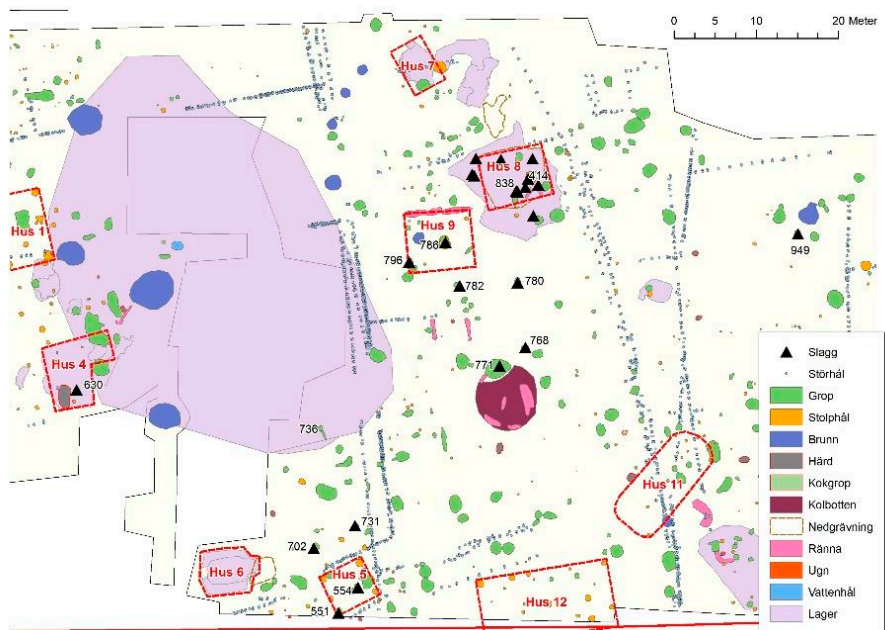 0 5 10 20 Meter
Hus 7
Hus 8
414
838
Hus 1
Hus 9
786
796
949
782
780
768
771
Hus 4
630
736
Hus 11
731
702
Hus 6
Hus 5
554
551
Hus 12
Slagg
Störhål
Grop
Stolphål
Brunn
Härd
Kokgrop
Kolbotten
Nedgrävning
Ränna
Ugn
Vattenhål
Lager